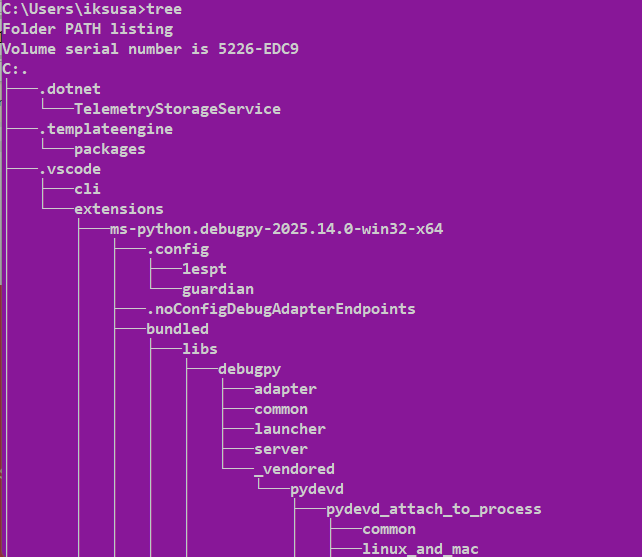 C:\Users\iksusa>tree
Folder PATH listing
Volume serial number is 5226-EDC9
C:.
├───.dotnet
│   └───TelemetryStorageService
├───.templateengine
│   └───packages
├───.vscode
│   ├───cli
│   └───extensions
│       ├───ms-python.debugpy-2025.14.0-win32-x64
│       │   ├───.config
│       │   │   ├───1espt
│       │   │   └───guardian
│       │   ├───.noConfigDebugAdapterEndpoints
│       │   ├───bundled
│       │   │   ├───libs
│       │   │   │   ├───debugpy
│       │   │   │   │   ├───adapter
│       │   │   │   │   ├───common
│       │   │   │   │   ├───launcher
│       │   │   │   │   ├───server
│       │   │   │   │   └───_vendored
│       │   │   │   │       └───pydevd
│       │   │   │   │           ├───pydevd_attach_to_process
│       │   │   │   │           │   ├───common
│       │   │   │   │           │   ├───linux_and_mac